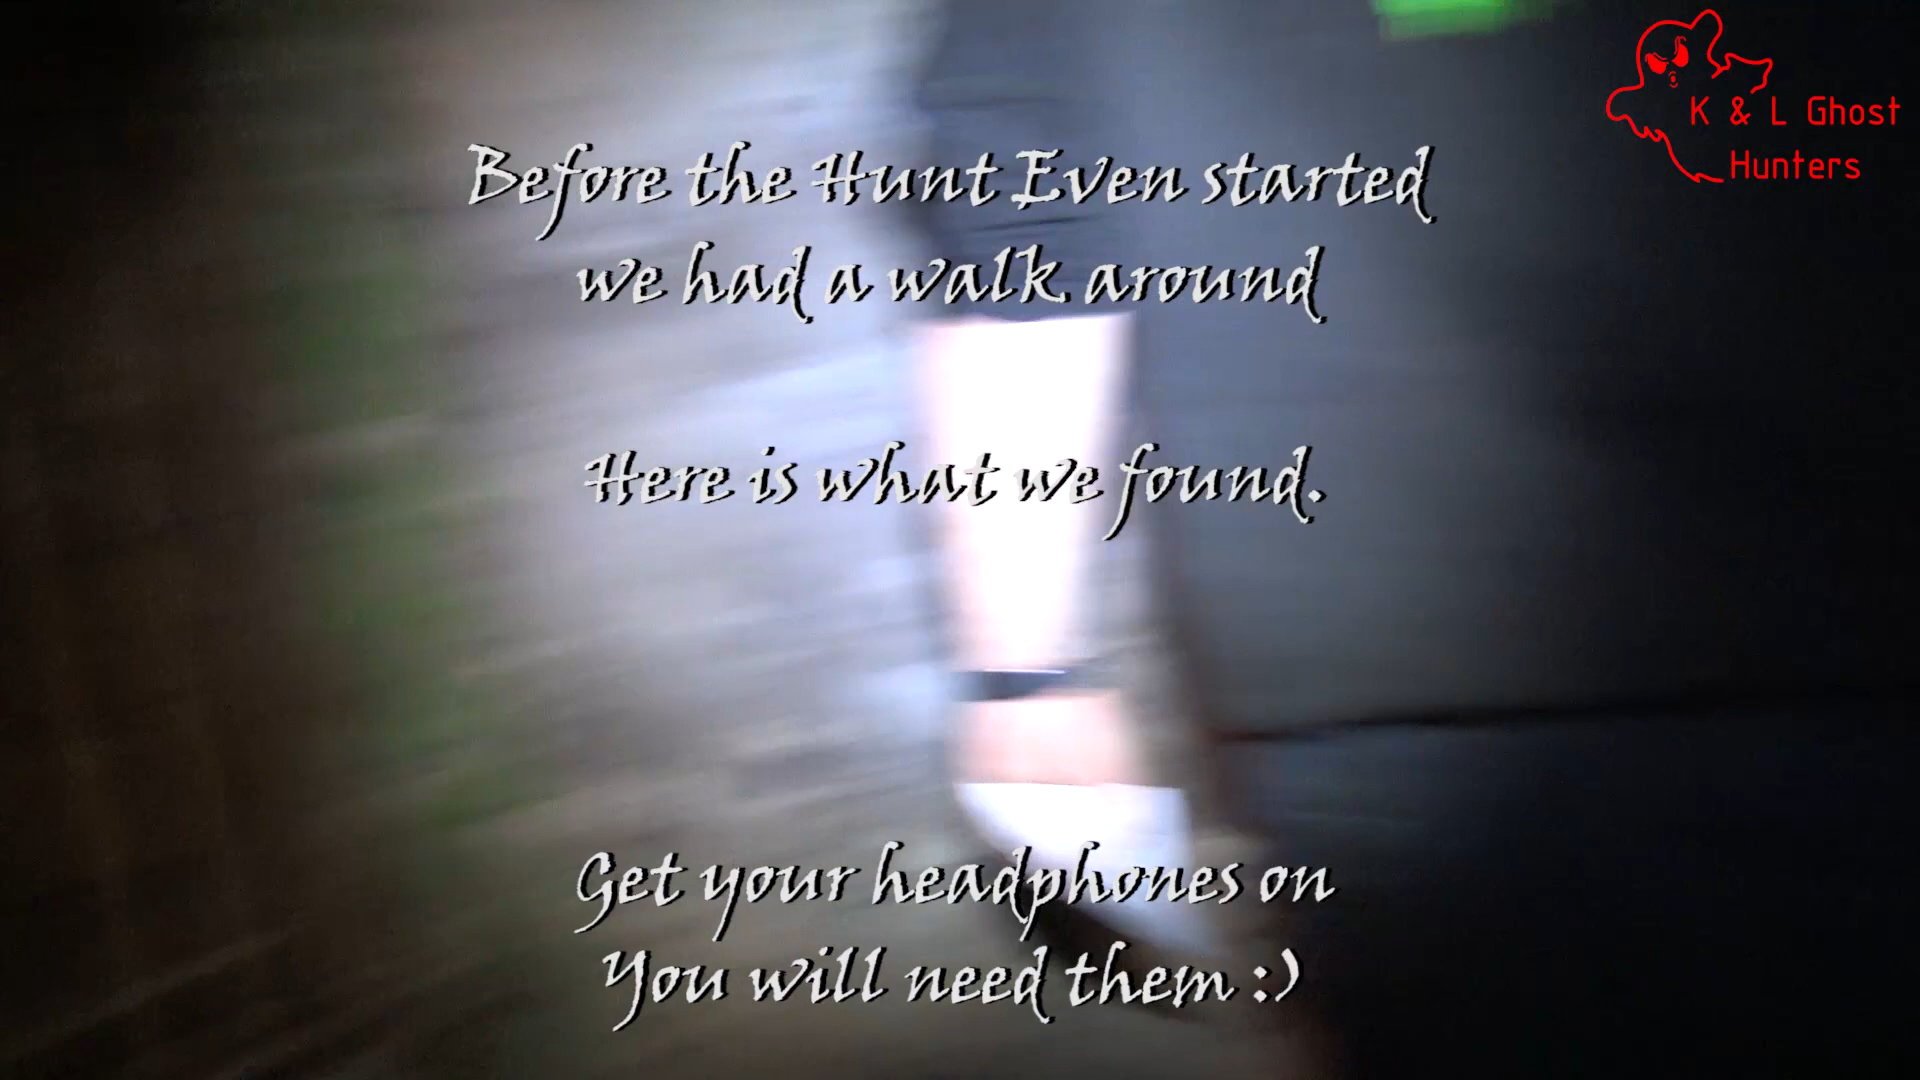 K & L Ghost
Hunters
Before the Hunt Even started
we had a walk around
Here is what we found.
Get your headphones on
You will need them :)